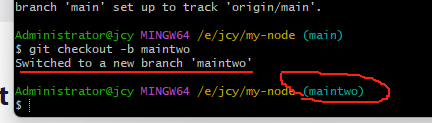 branch 'main' set up to track 'origin/main'.
Administrator@jcy MINGW64 /e/jcy/my-node (main)
$ git checkout -b maintwo
Switched to a new branch 'maintwo'
Administrator@jcy MINGW64 /e/jcy/my-node (maintwo)
$
t